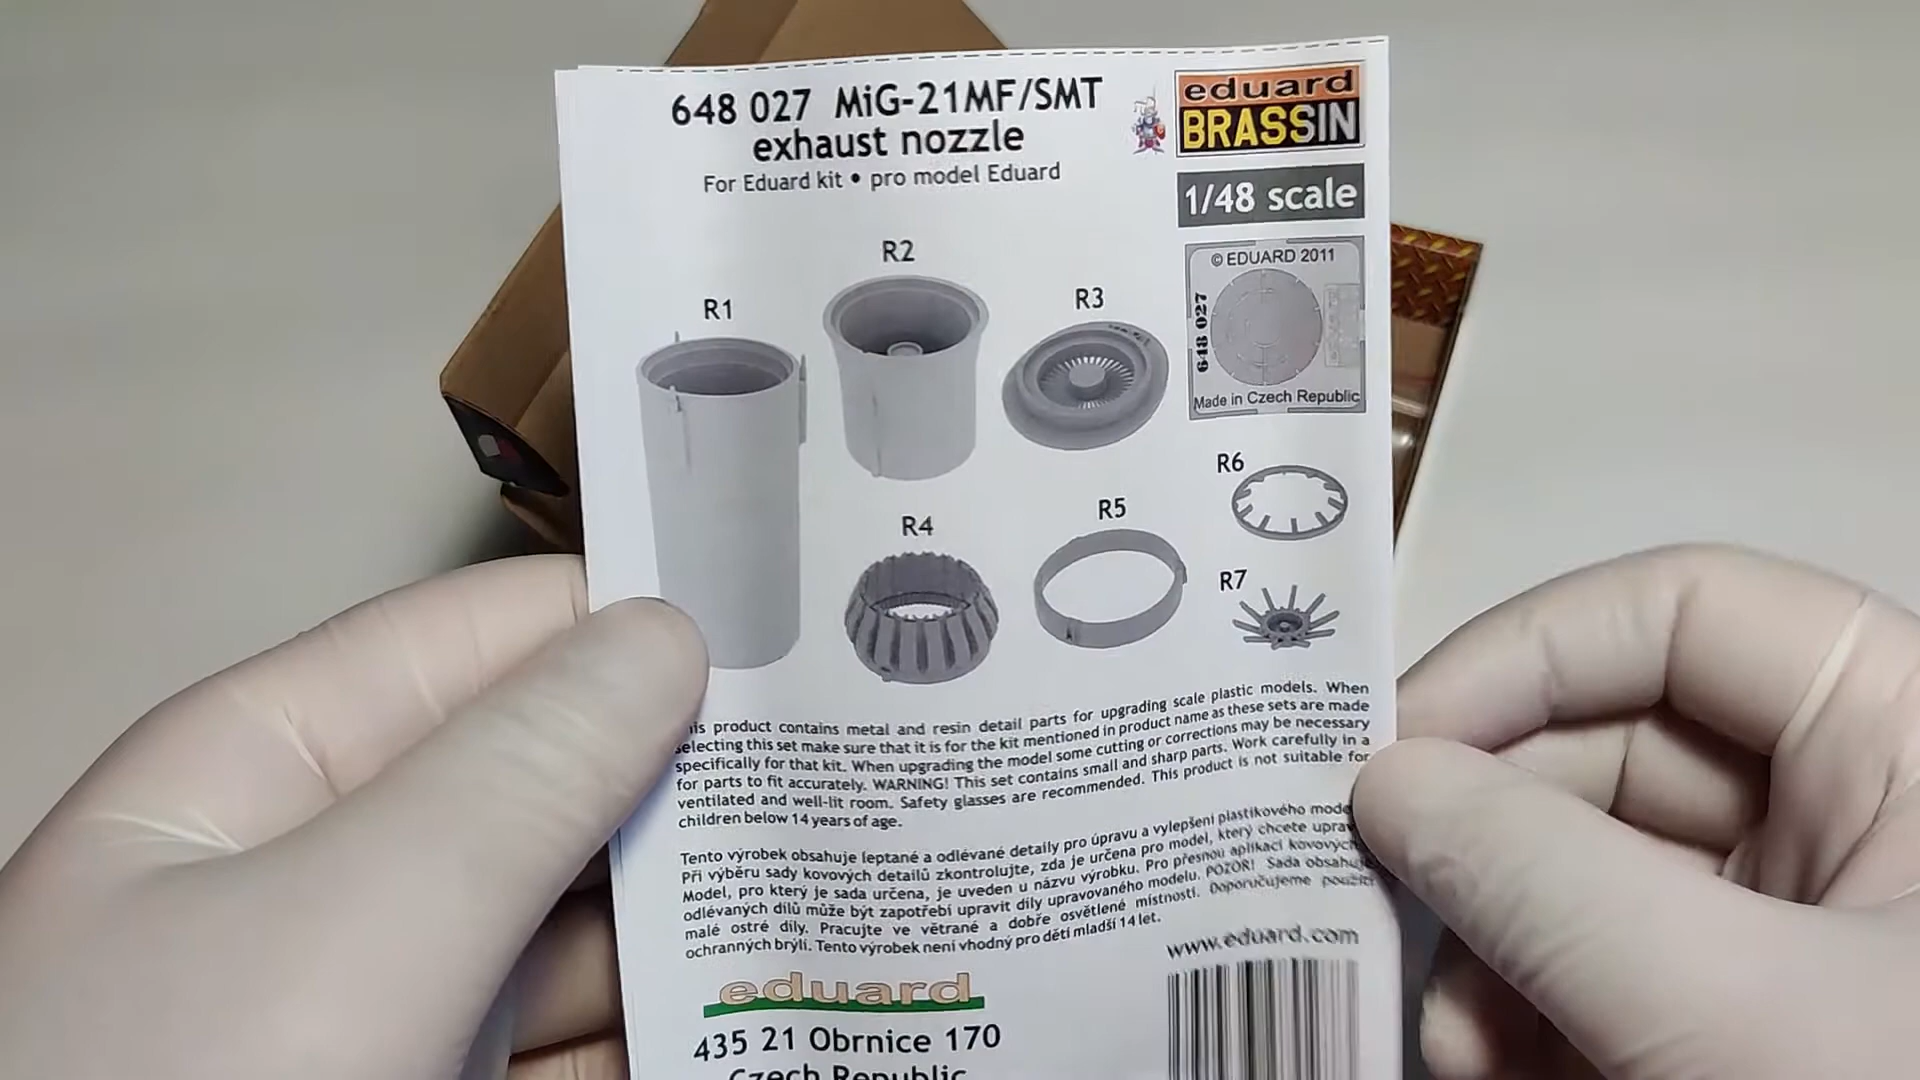 648 027 MiG-21MF/SMT
exhaust nozzle
For Eduard kit • pro model Eduard
eduard
BRASSIN
1/48 scale
R1
R2
R3
© EDUARD 2011
648 027
Made in Czech Republic
R4
R5
R6
R7
product contains metal and resin detail parts for upgrading scale plastic models. When
selecting this set make sure that it is for the kit mentioned in product name as these sets are made
specifically for that kit. When upgrading the model some cutting or corrections may be necessary
for parts to fit accurately. WARNING! This set contains small and sharp parts. Work carefully in a
ventilated and well-lit room. Safety glasses are recommended. This product is not suitable for
children below 14 years of age.
Tento výrobek obsahuje leptané a odlévané detaily pro úpravu a vylepšení plastikového
Při výběru sady kovových detailů zkontrolujte, zda je určena pro model, který chcete
Model, pro který je sada určena, je uveden u názvu výrobku. Pro přesnou aplikaci kovových
odlévaných dílů může být zapotřebí upravit díly upravovaného modelu. POZOR! Sada obsahuje
malé ostré díly. Pracujte ve větrané a dobře osvětlené místnosti. Doporučujeme použití
ochranných brýlí. Tento výrobek není vhodný pro děti mladší 14 let.
www.eduard.com
eduard
435 21 Obrnice 170
Czech Republic